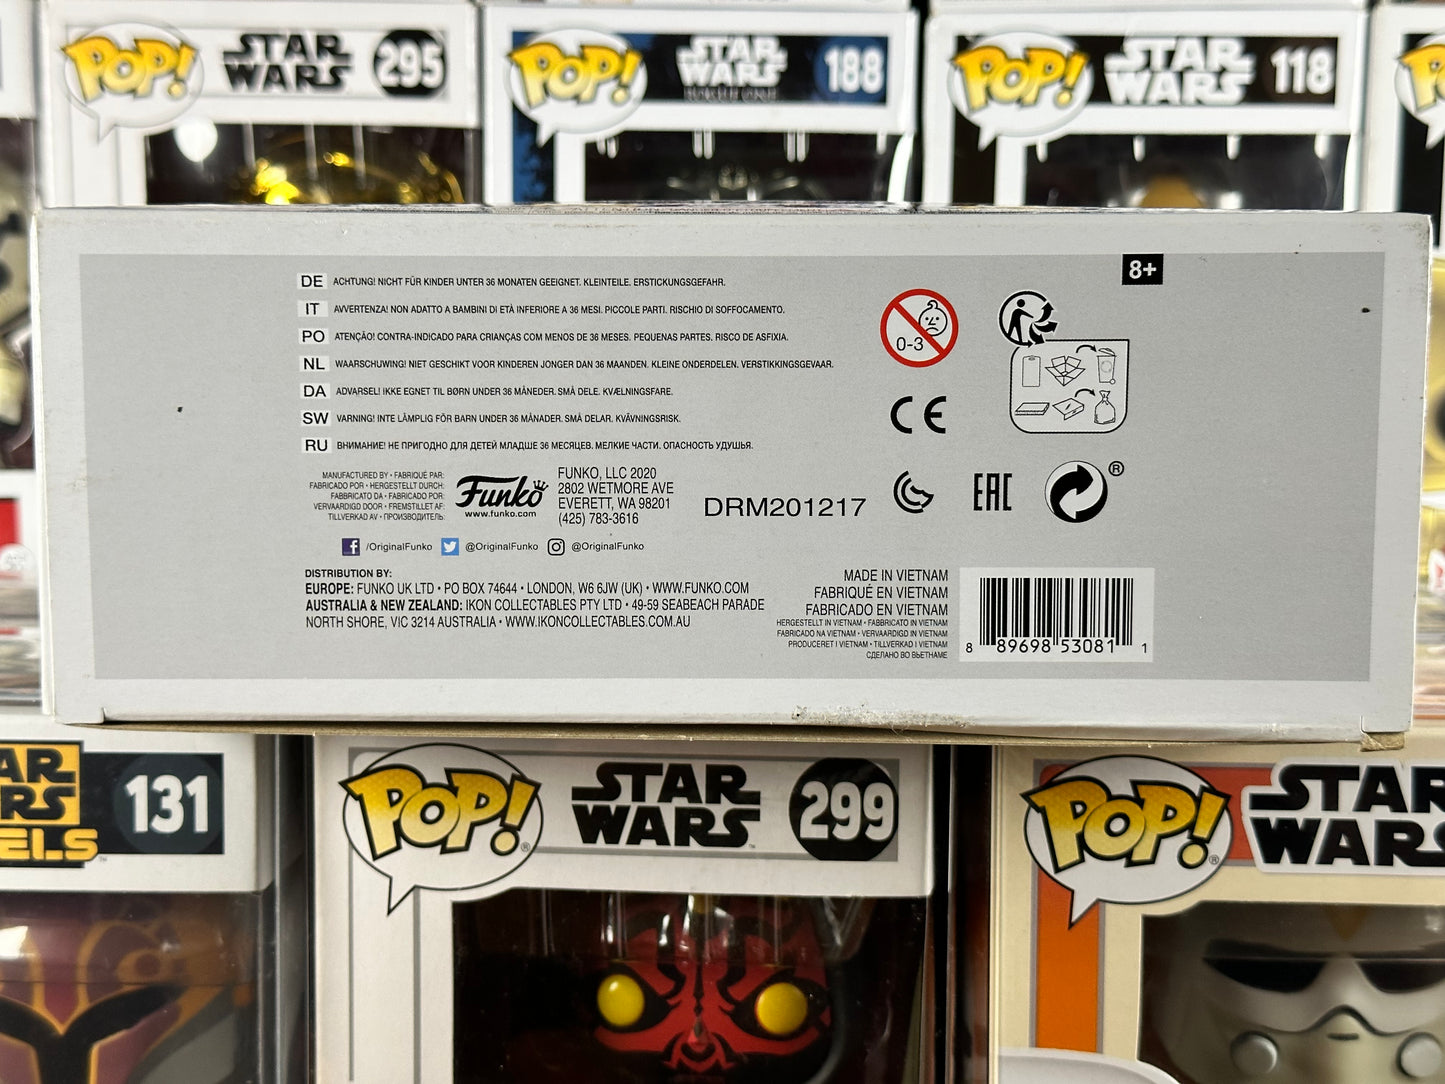 POP! STAR WARS 295
POP! STAR WARS 188
POP! STAR WARS 118
8+
DE ACHTUNG! NICHT FÜR KINDER UNTER 36 MONATEN GEEIGNET. KLEINTEILE. ERSTICKUNGSGEFAHR.
IT AVVERTENZA! NON ADATTO A BAMBINI DI ETÀ INFERIORE A 36 MESI. PICCOLE PARTI. RISCHIO DI SOFFOCAMENTO.
PO ATENÇÃO! CONTRA-INDICADO PARA CRIANÇAS COM MENOS DE 36 MESES. PEQUENAS PARTES. RISCO DE ASFIXIA.
NL WAARSCHUWING! NIET GESCHIKT VOOR KINDEREN JONGER DAN 36 MAANDEN. KLEINE ONDERDELEN. VERSTIKKINGSGEVAAR.
DA ADVARSEL! IKKE EGNET TIL BØRN UNDER 36 MÅNEDER. SMÅ DELE. KVÆLNINGSFARE.
SW VARNING! INTE LÄMPLIG FÖR BARN UNDER 36 MÅNADER. SMÅ DELAR. KVÄVNINGSRISK.
RU ВНИМАНИЕ! НЕ ПРИГОДНО ДЛЯ ДЕТЕЙ МЛАДШЕ 36 МЕСЯЦЕВ. МЕЛКИЕ ЧАСТИ. ОПАСНОСТЬ УДУШЬЯ.
0-3
CE
MANUFACTURED BY • FABRIQUÉ PAR:
FABRICADO POR • HERGESTELLT DURCH:
FABBRICATO DA • FABRICADO POR:
VERVAARDIGD DOOR • FREMSTILLET AF:
TILLVERKAD AV • ПРОИЗВОДИТЕЛЬ:
Funko
www.funko.com
FUNKO, LLC 2020
2802 WETMORE AVE
EVERETT, WA 98201
(425) 783-3616
DRM201217
EAC
®
/OriginalFunko @OriginalFunko @OriginalFunko
DISTRIBUTION BY:
EUROPE: FUNKO UK LTD • PO BOX 74644 • LONDON, W6 6JW (UK) • WWW.FUNKO.COM
AUSTRALIA & NEW ZEALAND: IKON COLLECTABLES PTY LTD • 49-59 SEABEACH PARADE
NORTH SHORE, VIC 3214 AUSTRALIA • WWW.IKONCOLLECTABLES.COM.AU
MADE IN VIETNAM
FABRIQUÉ EN VIETNAM
FABRICADO EN VIETNAM
HERGESTELLT IN VIETNAM • FABBRICATO IN VIETNAM
FABRICADO NA VIETNAM • VERVAARDIGD IN VIETNAM
PRODUCERET I VIETNAM • TILLVERKAD I VIETNAM
СДЕЛАНО ВО ВЬЕТНАМЕ
8 89698 53081 1
AR
RS
ELS
131
POP! STAR WARS 299
POP! STAR WARS